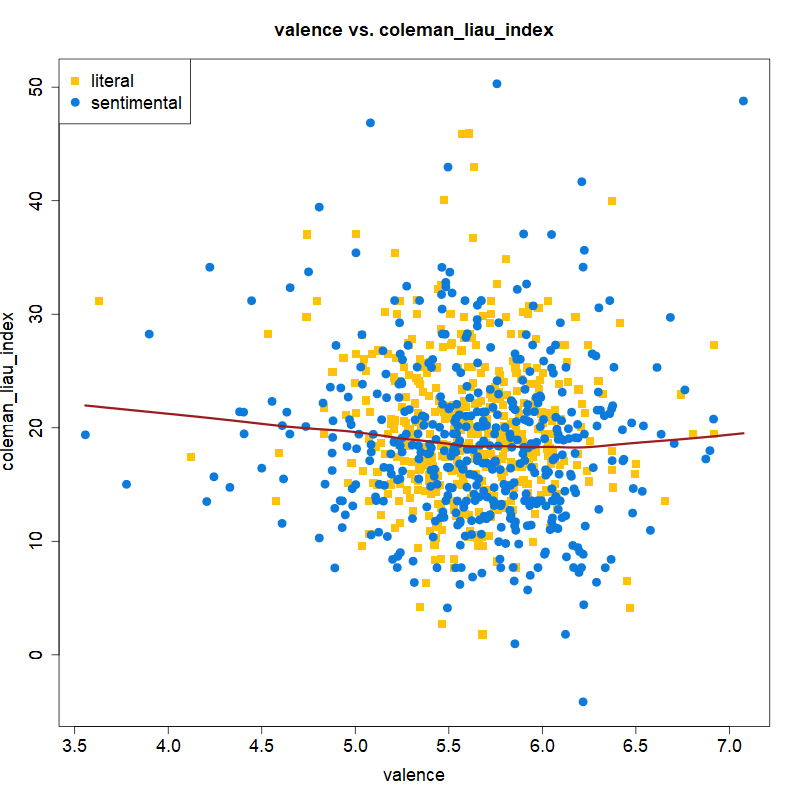 valence vs. coleman_liau_index
literal
sentimental
50
40
30
20
10
0
coleman_liau_index
3.5 4.0 4.5 5.0 5.5 6.0 6.5 7.0
valence